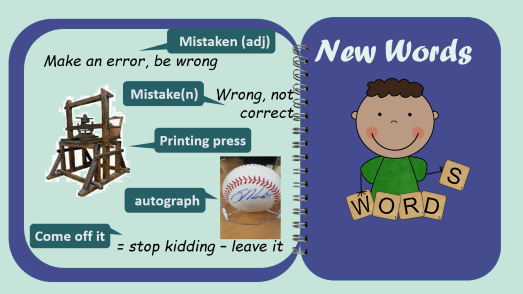 Mistaken (adj)
Make an error, be wrong
Mistake(n)
Wrong, not
correct
Printing press
autograph
Come off it
= stop kidding – leave it
New Words
WORDS